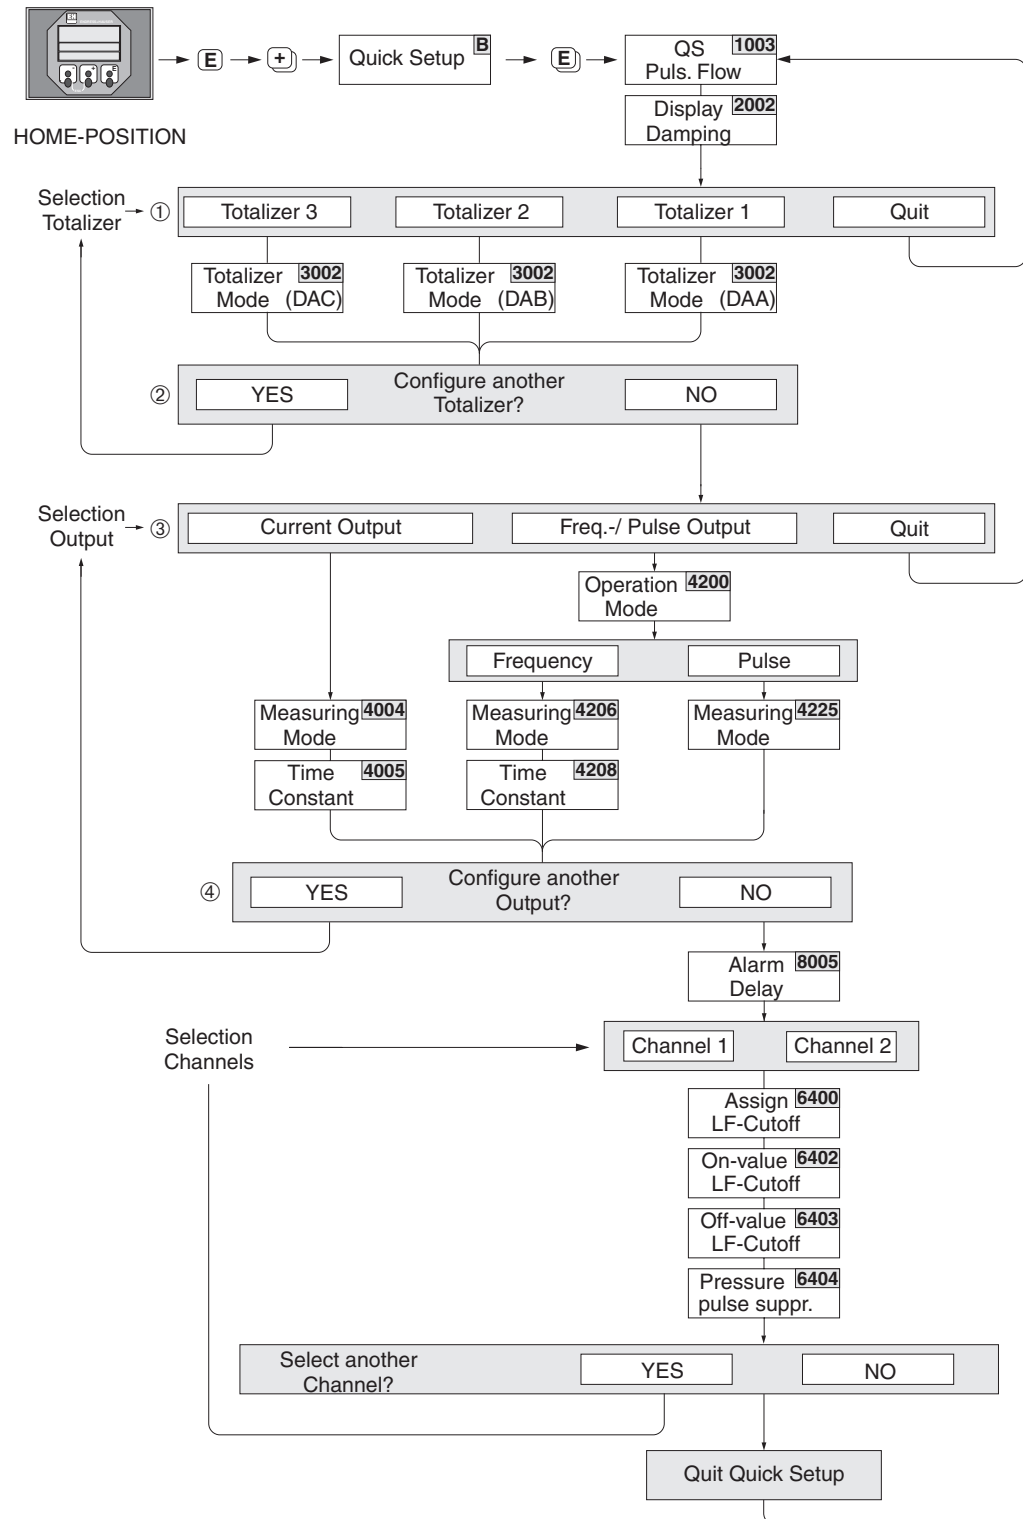 E
+
Quick Setup B
E
QS 1003
Puls. Flow
Display 2002
Damping
HOME-POSITION
Selection
Totalizer
①
Totalizer 3
Totalizer 2
Totalizer 1
Quit
Totalizer 3002
Mode (DAC)
Totalizer 3002
Mode (DAB)
Totalizer 3002
Mode (DAA)
②
YES
Configure another
Totalizer?
NO
Selection
Output
③
Current Output
Freq.-/ Pulse Output
Quit
Operation 4200
Mode
Frequency
Pulse
Measuring 4004
Mode
Measuring 4206
Mode
Measuring 4225
Mode
Time 4005
Constant
Time 4208
Constant
④
YES
Configure another
Output?
NO
Alarm 8005
Delay
Selection
Channels
Channel 1
Channel 2
Assign 6400
LF-Cutoff
On-value 6402
LF-Cutoff
Off-value 6403
LF-Cutoff
Pressure 6404
pulse suppr.
Select another
Channel?
YES
NO
Quit Quick Setup